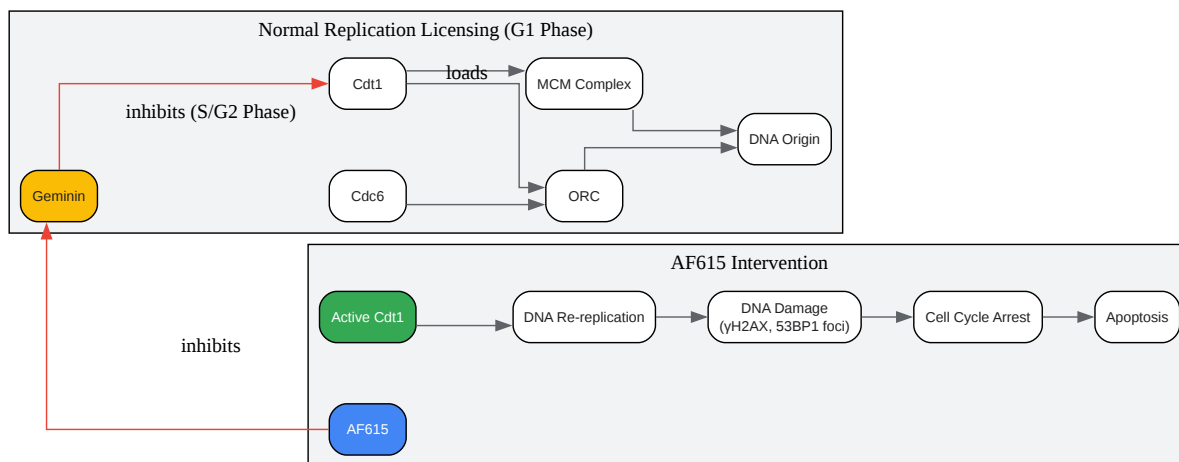 Normal Replication Licensing (G1 Phase)
Cdt1
loads
MCM Complex
inhibits (S/G2 Phase)
DNA Origin
Geminin
Cdc6
ORC
AF615 Intervention
Active Cdt1
DNA Re-replication
DNA Damage
(γH2AX, 53BP1 foci)
Cell Cycle Arrest
Apoptosis
inhibits
AF615